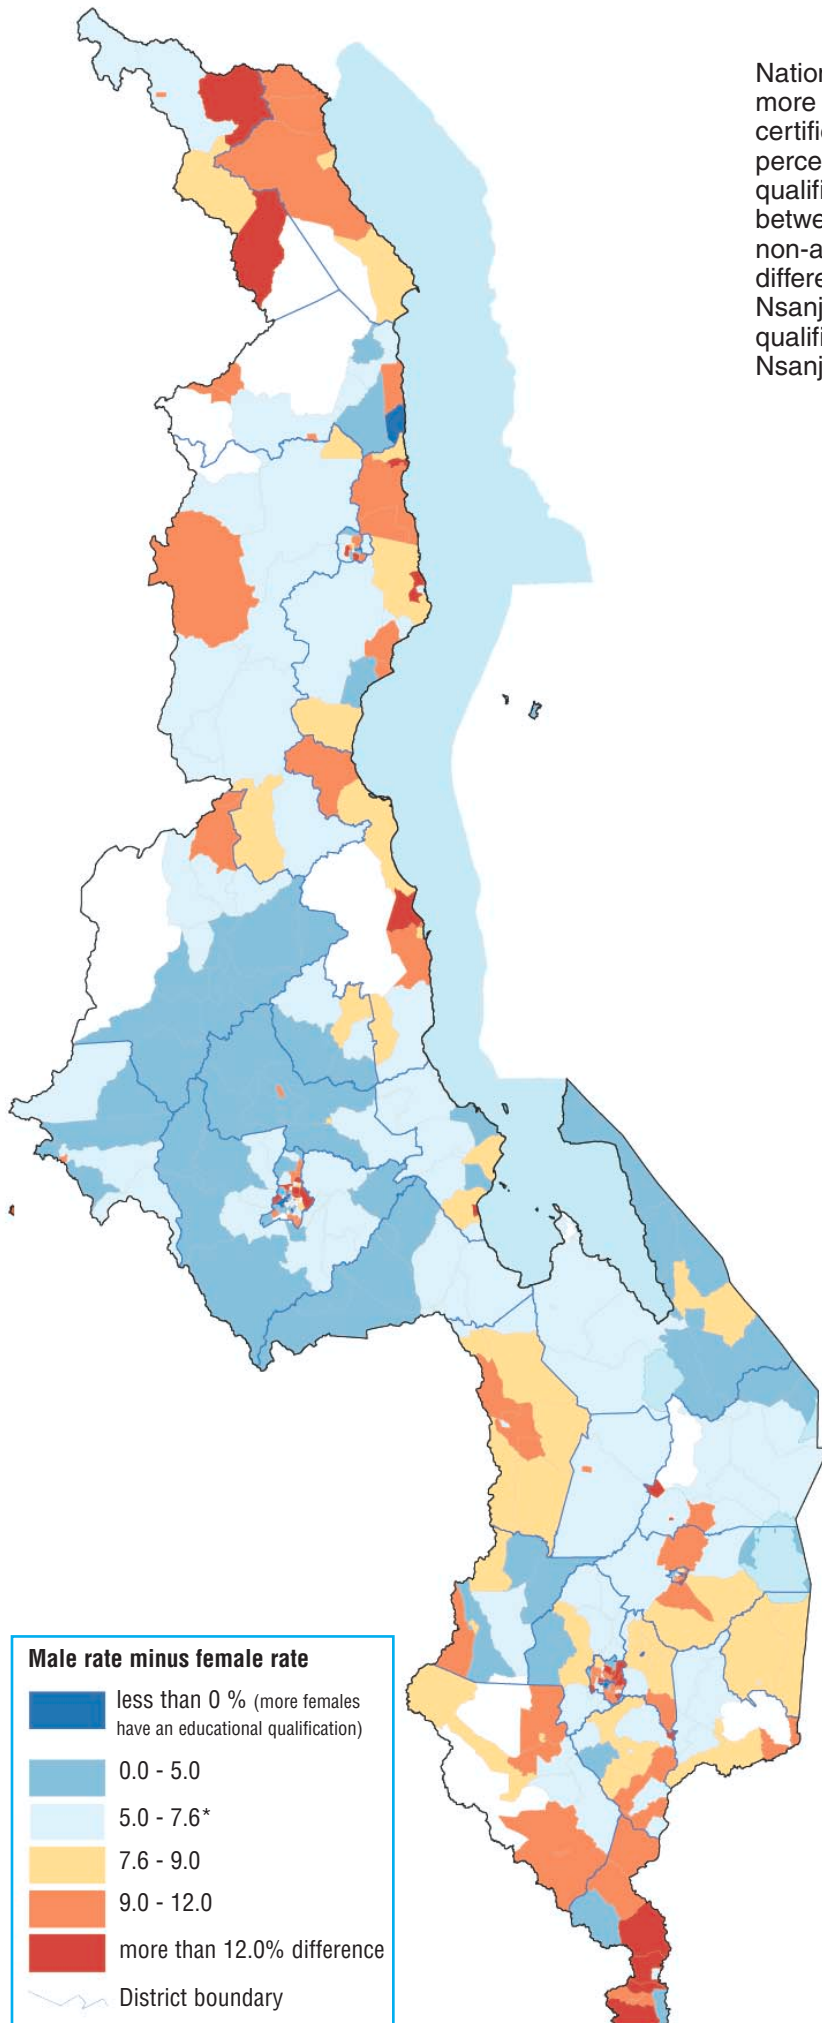 Nation
more
certific
perce
qualifi
betwe
non-a
differe
Nsanj
qualifi
Nsanj
Male rate minus female rate
less than 0 % (more females
have an educational qualification)
0.0 - 5.0
5.0 - 7.6*
7.6 - 9.0
9.0 - 12.0
more than 12.0% difference
District boundary